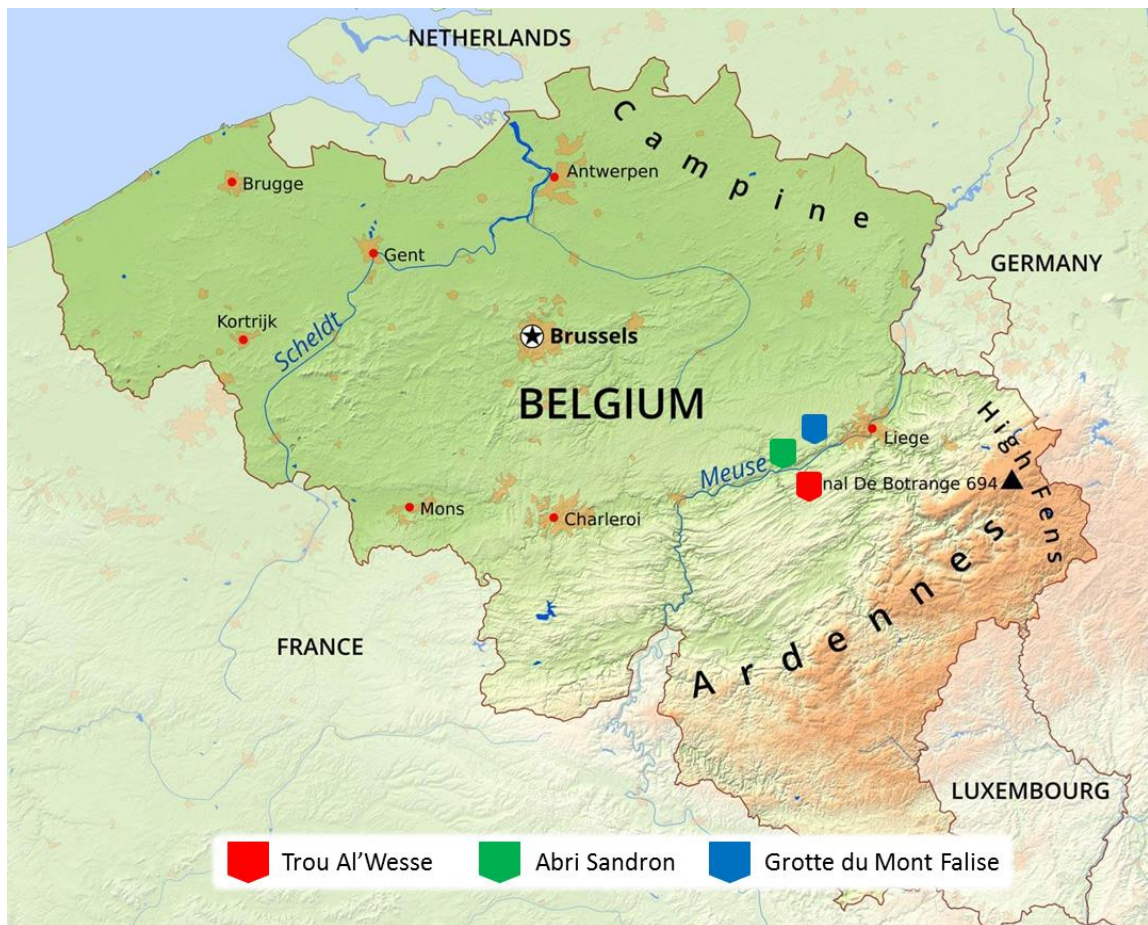 NETHERLANDS
Campine
Brugge
Antwerpen
Gent
GERMANY
Kortrijk
Scheldt
Brussels
BELGIUM
High Fens
Liege
Meuse
nal De Botrange 694
Mons
Charleroi
Ardennes
FRANCE
LUXEMBOURG
Trou Al’Wesse
Abri Sandron
Grotte du Mont Falise